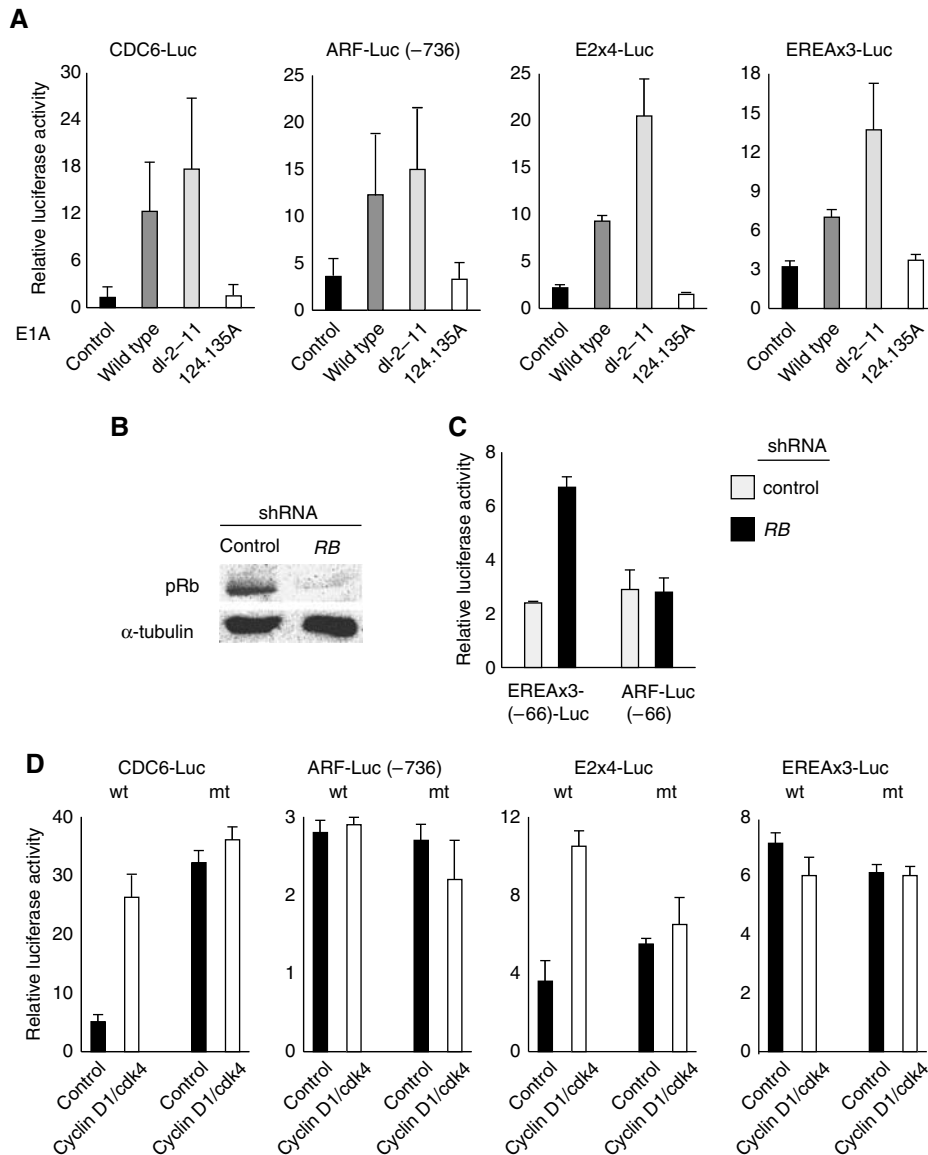 A
CDC6-Luc
Relative luciferase activity
30
24
18
12
6
0
E1A
Control
Wild type
dl-2–11
124.135A
ARF-Luc (–736)
25
20
15
10
5
0
Control
Wild type
dl-2–11
124.135A
E2x4-Luc
25
20
15
10
5
0
Control
Wild type
dl-2–11
124.135A
EREAx3-Luc
18
15
12
9
6
3
0
Control
Wild type
dl-2–11
124.135A
B
shRNA
Control RB
pRb
α-tubulin
C
Relative luciferase activity
8
6
4
2
0
EREAx3-
(–66)-Luc
ARF-Luc
(–66)
shRNA
control
RB
D
CDC6-Luc
wt mt
Relative luciferase activity
40
30
20
10
0
Control
Cyclin D1/cdk4
Control
Cyclin D1/cdk4
ARF-Luc (–736)
wt mt
3
2
1
0
Control
Cyclin D1/cdk4
Control
Cyclin D1/cdk4
E2x4-Luc
wt mt
12
8
4
0
Control
Cyclin D1/cdk4
Control
Cyclin D1/cdk4
EREAx3-Luc
wt mt
8
6
4
2
0
Control
Cyclin D1/cdk4
Control
Cyclin D1/cdk4